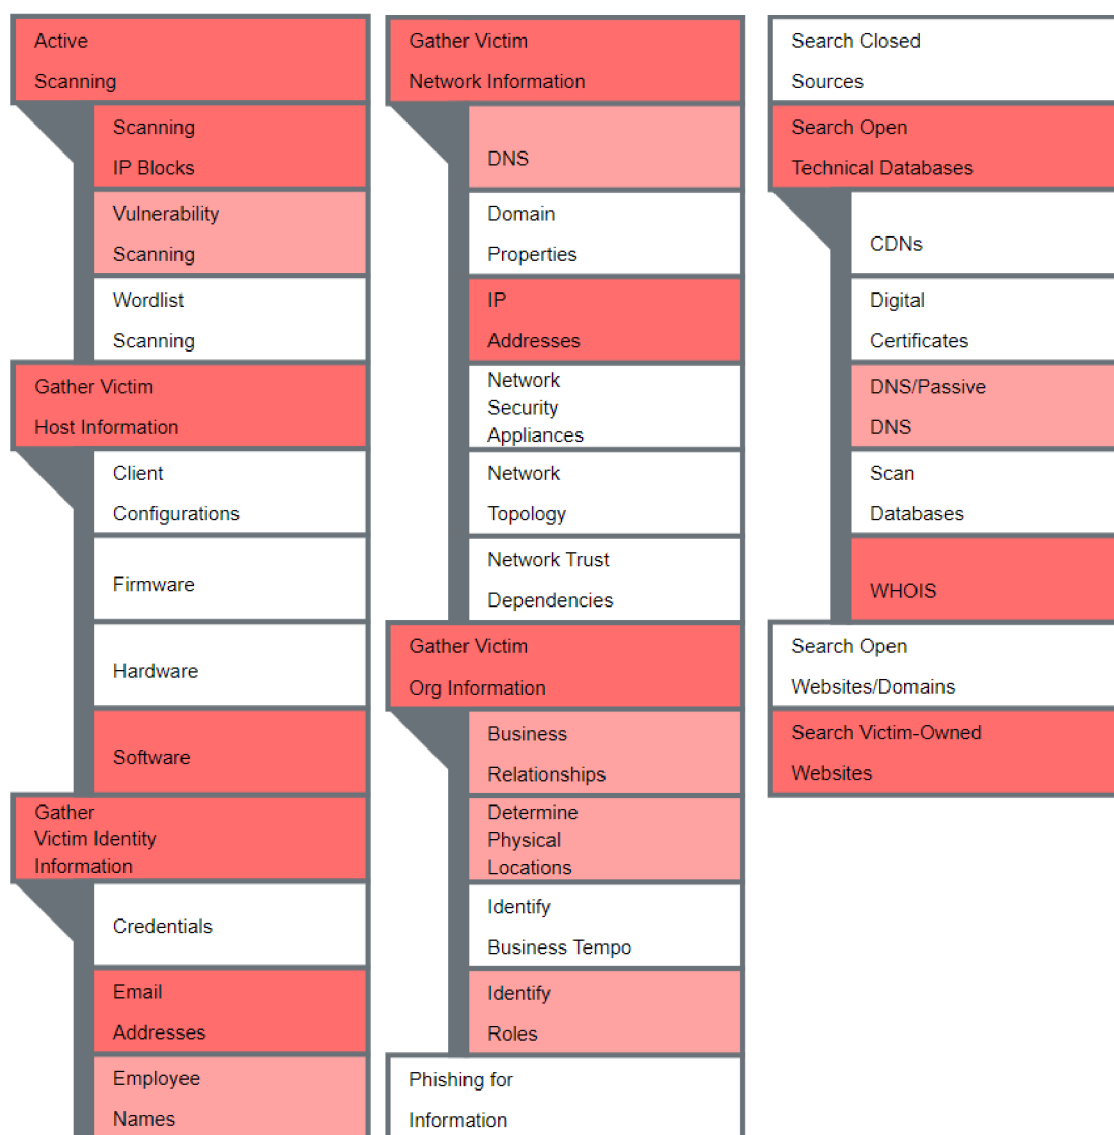 Active
Scanning
Scanning
IP Blocks
Vulnerability
Scanning
Wordlist
Scanning
Gather Victim
Host Information
Client
Configurations
Firmware
Hardware
Software
Gather
Victim Identity
Information
Credentials
Email
Addresses
Employee
Names
Gather Victim
Network Information
DNS
Domain
Properties
IP
Addresses
Network
Security
Appliances
Network
Topology
Network Trust
Dependencies
Gather Victim
Org Information
Business
Relationships
Determine
Physical
Locations
Identify
Business Tempo
Identify
Roles
Phishing for
Information
Search Closed
Sources
Search Open
Technical Databases
CDNs
Digital
Certificates
DNS/Passive
DNS
Scan
Databases
WHOIS
Search Open
Websites/Domains
Search Victim-Owned
Websites